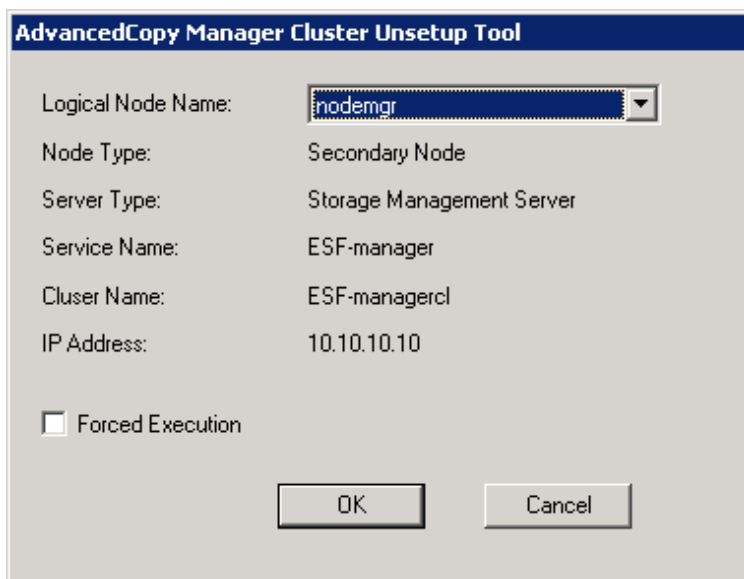 AdvancedCopy Manager Cluster Unsetup Tool
Logical Node Name: nodemgr
Node Type: Secondary Node
Server Type: Storage Management Server
Service Name: ESF-manager
Cluser Name: ESF-managercl
IP Address: 10.10.10.10
Forced Execution
OK Cancel